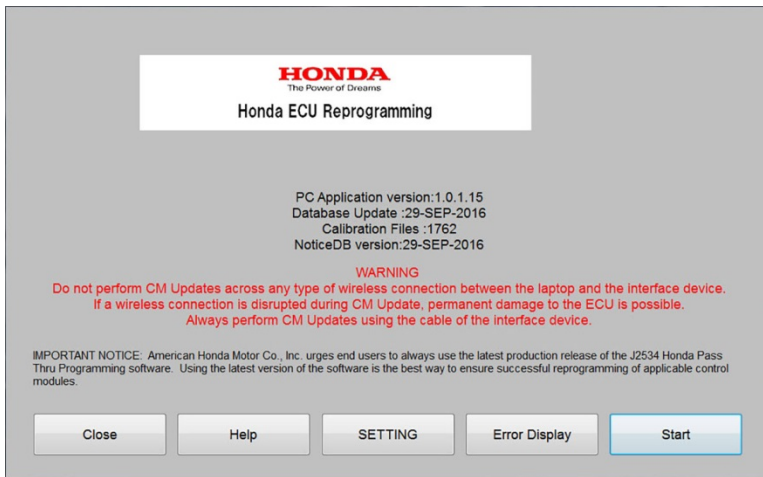 HONDA
The Power of Dreams
Honda ECU Reprogramming
PC Application version:1.0.1.15
Database Update :29-SEP-2016
Calibration Files :1762
NoticeDB version:29-SEP-2016
WARNING
Do not perform CM Updates across any type of wireless connection between the laptop and the interface device.
If a wireless connection is disrupted during CM Update, permanent damage to the ECU is possible.
Always perform CM Updates using the cable of the interface device.
IMPORTANT NOTICE: American Honda Motor Co., Inc. urges end users to always use the latest production release of the J2534 Honda Pass
Thru Programming software. Using the latest version of the software is the best way to ensure successful reprogramming of applicable control
modules.
Close Help SETTING Error Display Start